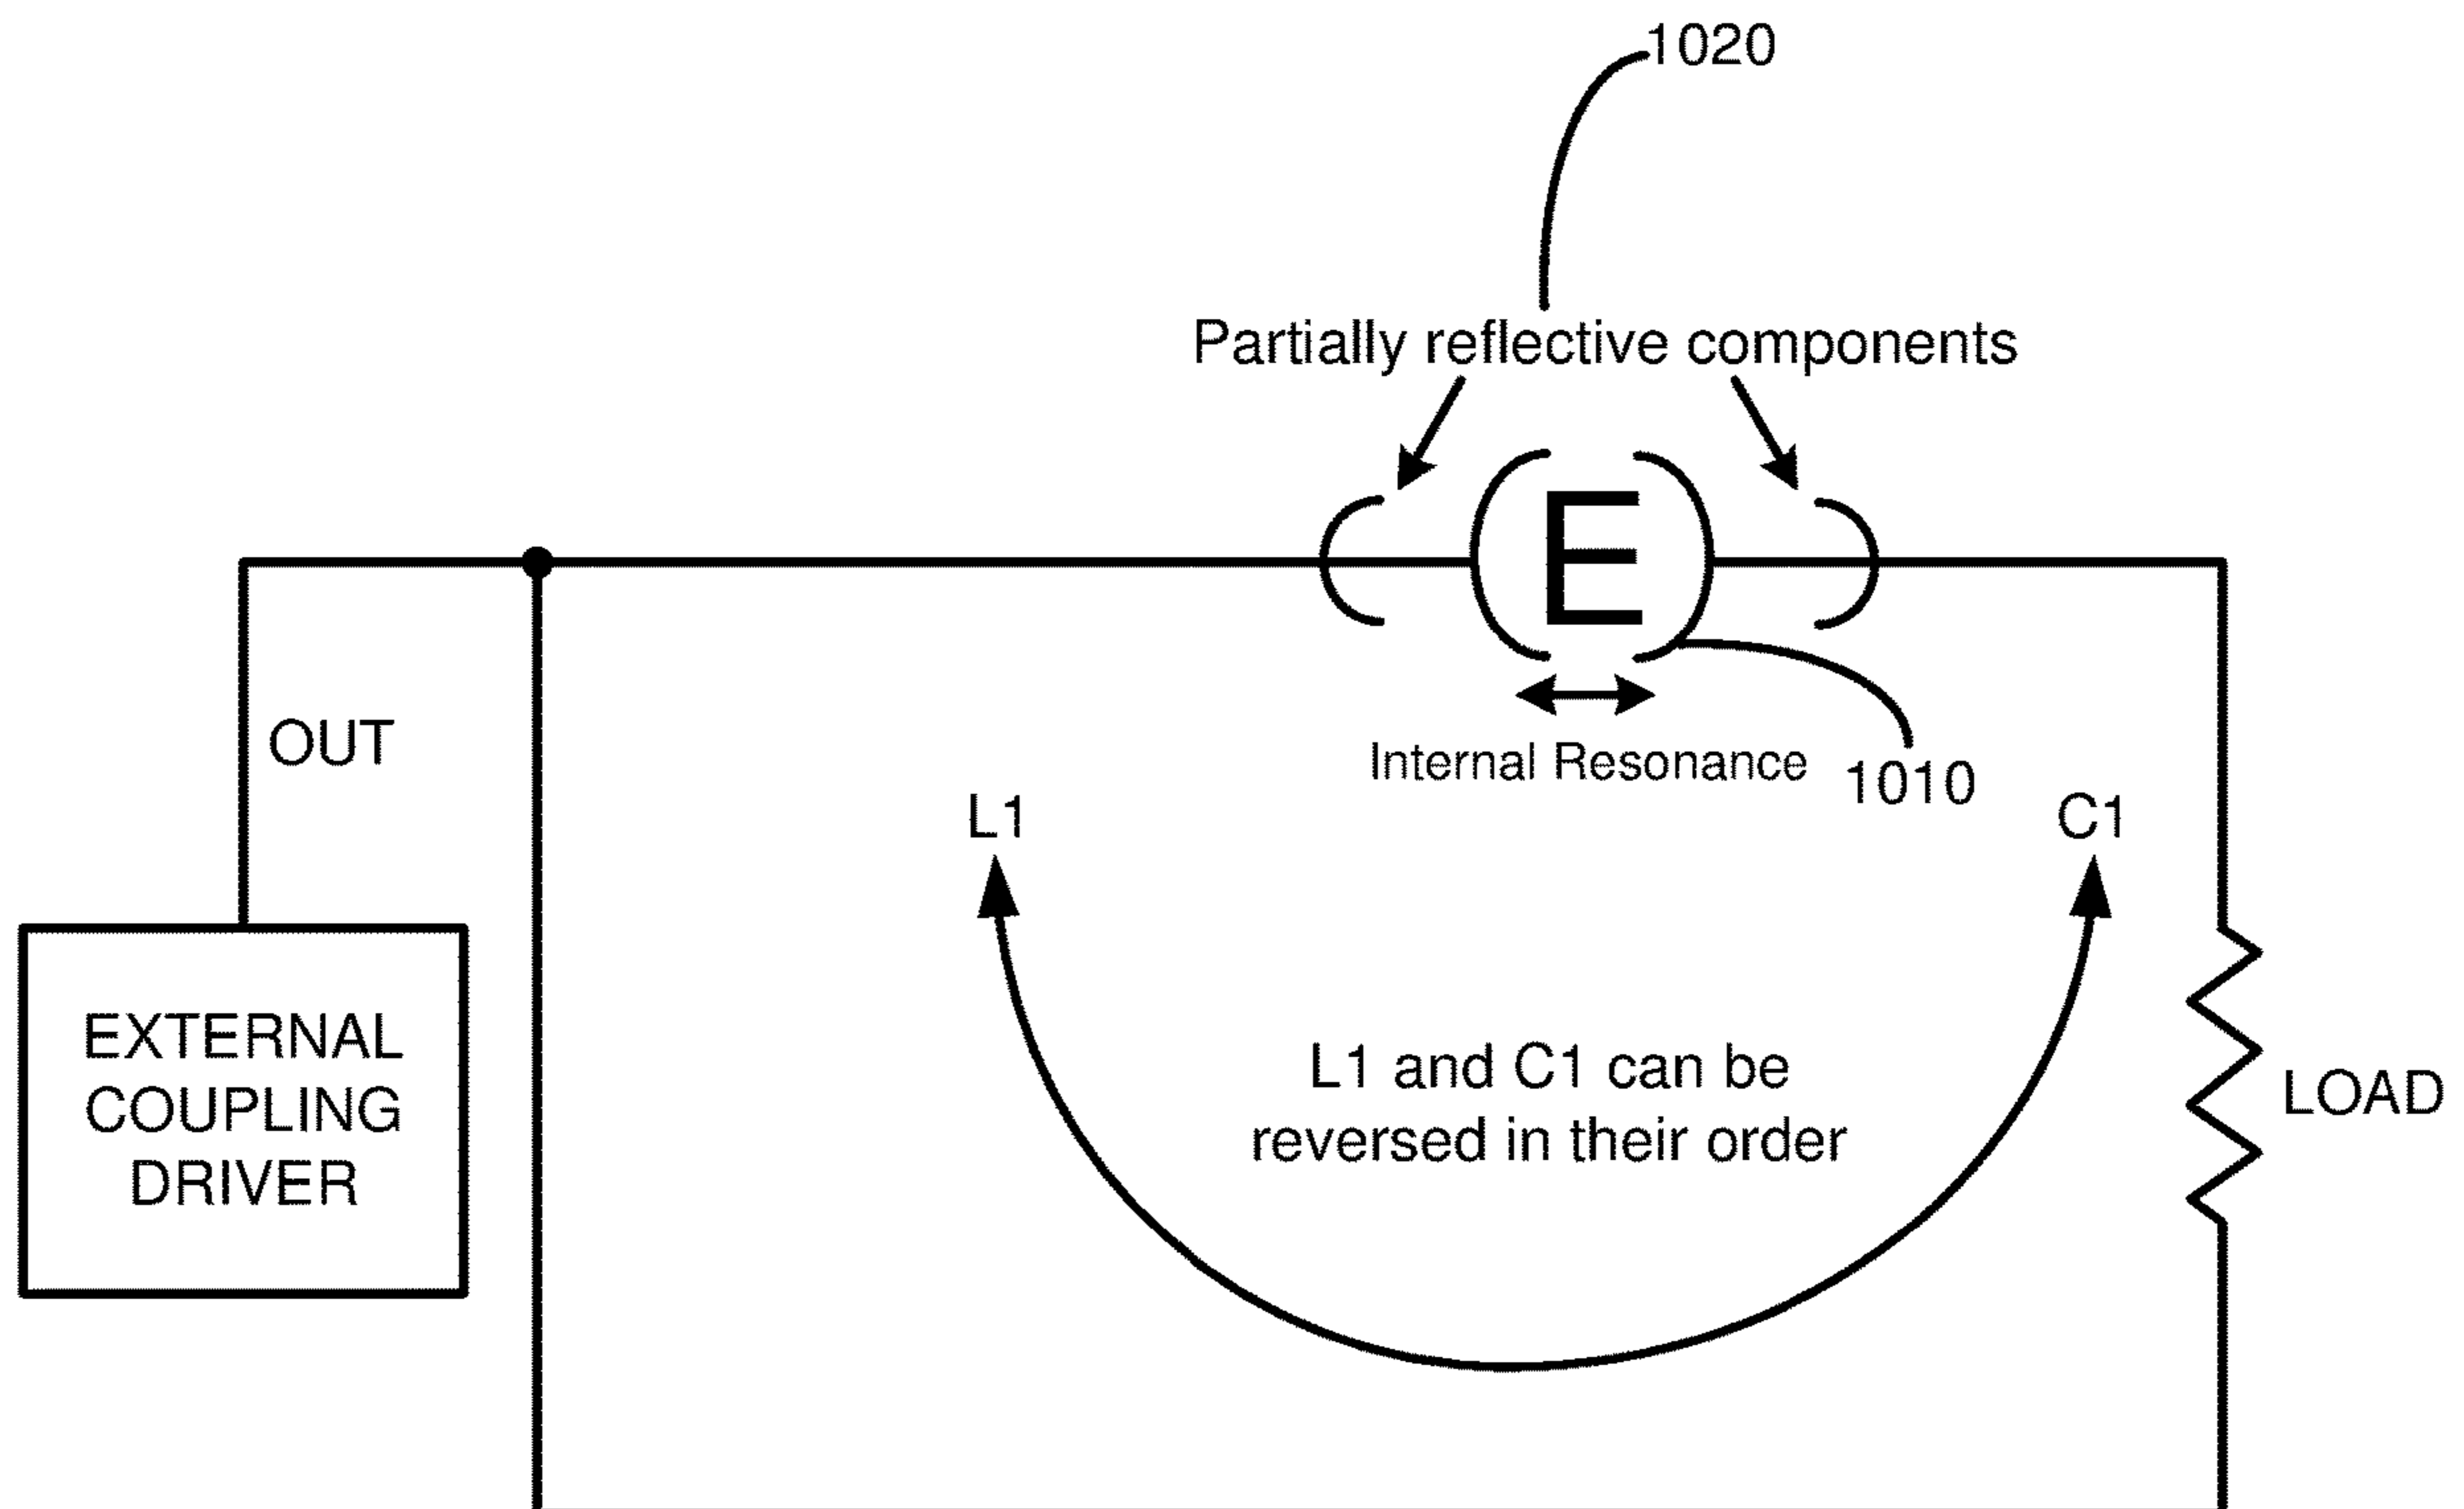 1020
Partially reflective components
E
OUT
Internal Resonance
1010
L1
C1
EXTERNAL
COUPLING
DRIVER
L1 and C1 can be
reversed in their order
LOAD